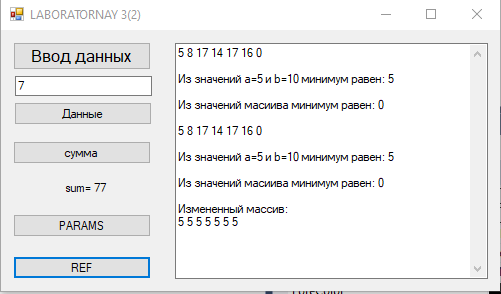 LABORATORNAY 3(2)
Ввод данных
7
Данные
сумма
sum= 77
PARAMS
REF
5 8 17 14 17 16 0
Из значений a=5 и b=10 минимум равен: 5
Из значений масиива минимум равен: 0
5 8 17 14 17 16 0
Из значений a=5 и b=10 минимум равен: 5
Из значений масиива минимум равен: 0
Измененный массив:
5 5 5 5 5 5 5